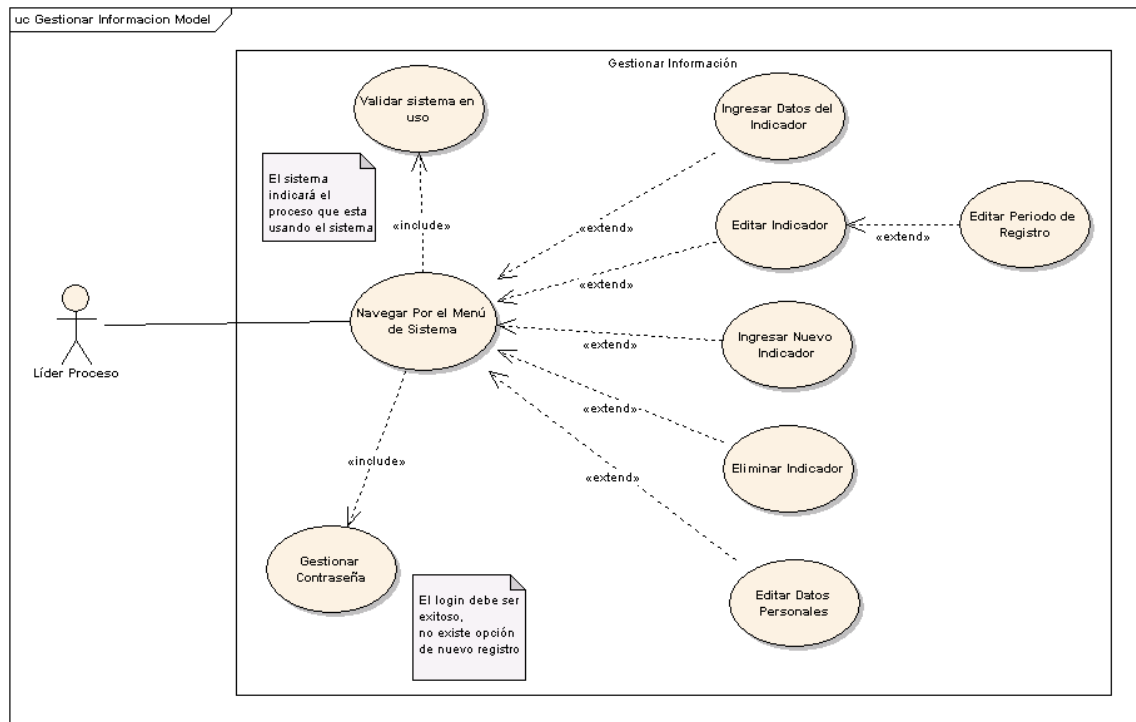 uc Gestionar Informacion Model
Gestionar Información
Validar sistema en
uso
Ingresar Datos del
Indicador
El sistema
indicará el
proceso que esta
usando el sistema
«include»
«extend»
Editar Indicador
«extend»
Editar Periodo de
Registro
«extend»
Navegar Por el Menú
de Sistema
«extend»
Ingresar Nuevo
Indicador
Líder Proceso
«extend»
«include»
Eliminar Indicador
«extend»
Gestionar
Contraseña
El login debe ser
exitoso,
no existe opción
de nuevo registro
Editar Datos
Personales